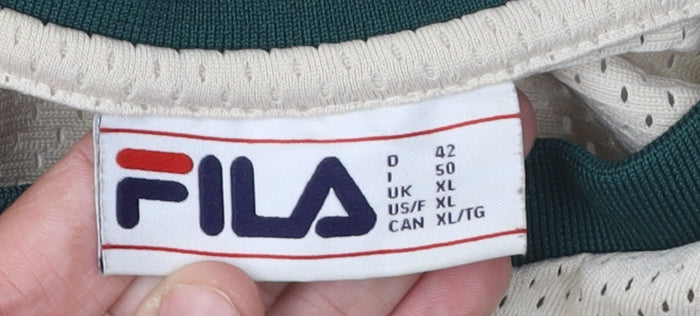 FILA
D 42
I 50
UK XL
US/F XL
CAN XL/TG